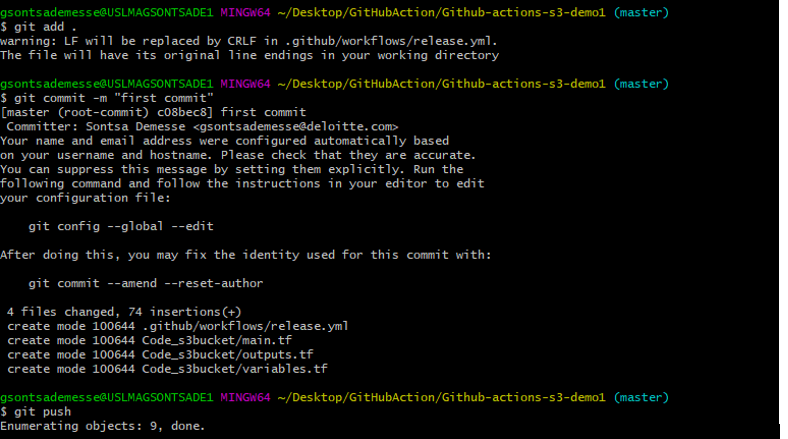 gsontsademesse@USLMAGSONTSADE1 MINGW64 ~/Desktop/GitHubAction/Github-actions-s3-demo1 (master)
$ git add .
warning: LF will be replaced by CRLF in .github/workflows/release.yml.
The file will have its original line endings in your working directory
gsontsademesse@USLMAGSONTSADE1 MINGW64 ~/Desktop/GitHubAction/Github-actions-s3-demo1 (master)
$ git commit -m "first commit"
[master (root-commit) c08bec8] first commit
 Committer: Sontsa Demesse <gsontsademesse@deloitte.com>
Your name and email address were configured automatically based
on your username and hostname. Please check that they are accurate.
You can suppress this message by setting them explicitly. Run the
following command and follow the instructions in your editor to edit
your configuration file:
    git config --global --edit
After doing this, you may fix the identity used for this commit with:
    git commit --amend --reset-author
 4 files changed, 74 insertions(+)
 create mode 100644 .github/workflows/release.yml
 create mode 100644 Code_s3bucket/main.tf
 create mode 100644 Code_s3bucket/outputs.tf
 create mode 100644 Code_s3bucket/variables.tf
gsontsademesse@USLMAGSONTSADE1 MINGW64 ~/Desktop/GitHubAction/Github-actions-s3-demo1 (master)
$ git push
Enumerating objects: 9, done.